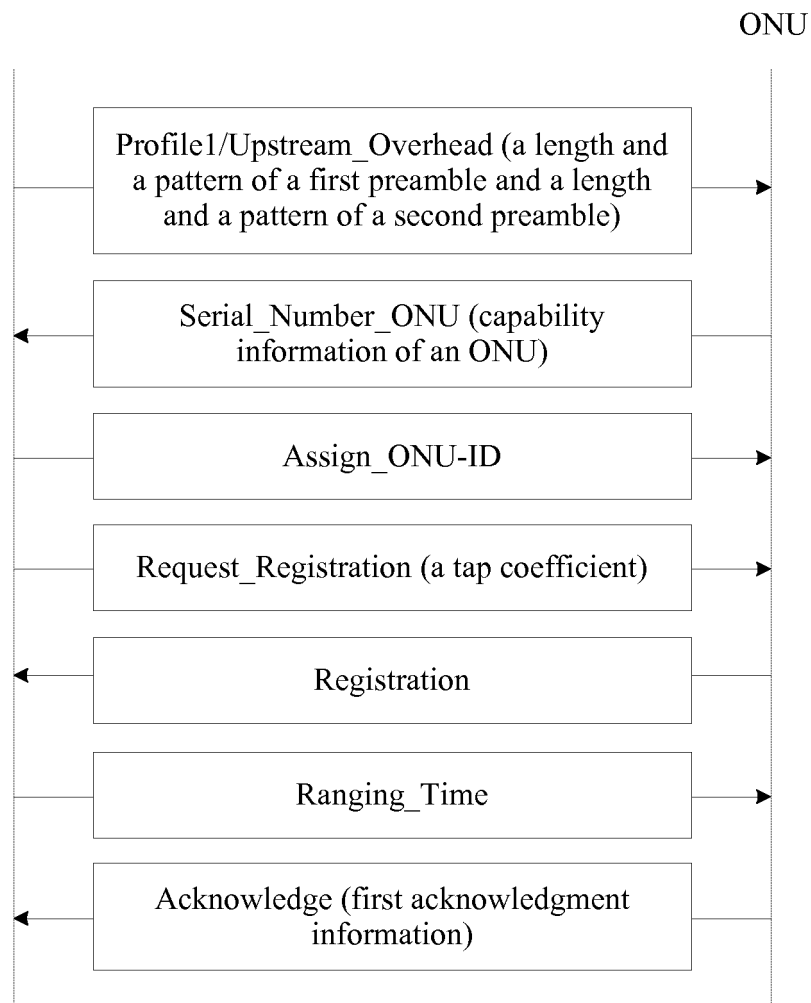 ONU
Profile1/Upstream_Overhead (a length and
a pattern of a first preamble and a length
and a pattern of a second preamble)
Serial_Number_ONU (capability
information of an ONU)
Assign_ONU-ID
Request_Registration (a tap coefficient)
Registration
Ranging_Time
Acknowledge (first acknowledgment
information)